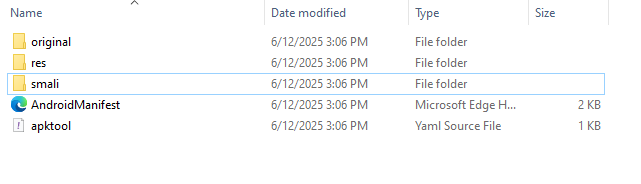 Name Date modified Type Size
original 6/12/2025 3:06 PM File folder
res 6/12/2025 3:06 PM File folder
smali 6/12/2025 3:06 PM File folder
AndroidManifest 6/12/2025 3:06 PM Microsoft Edge H... 2 KB
apktool 6/12/2025 3:06 PM Yaml Source File 1 KB